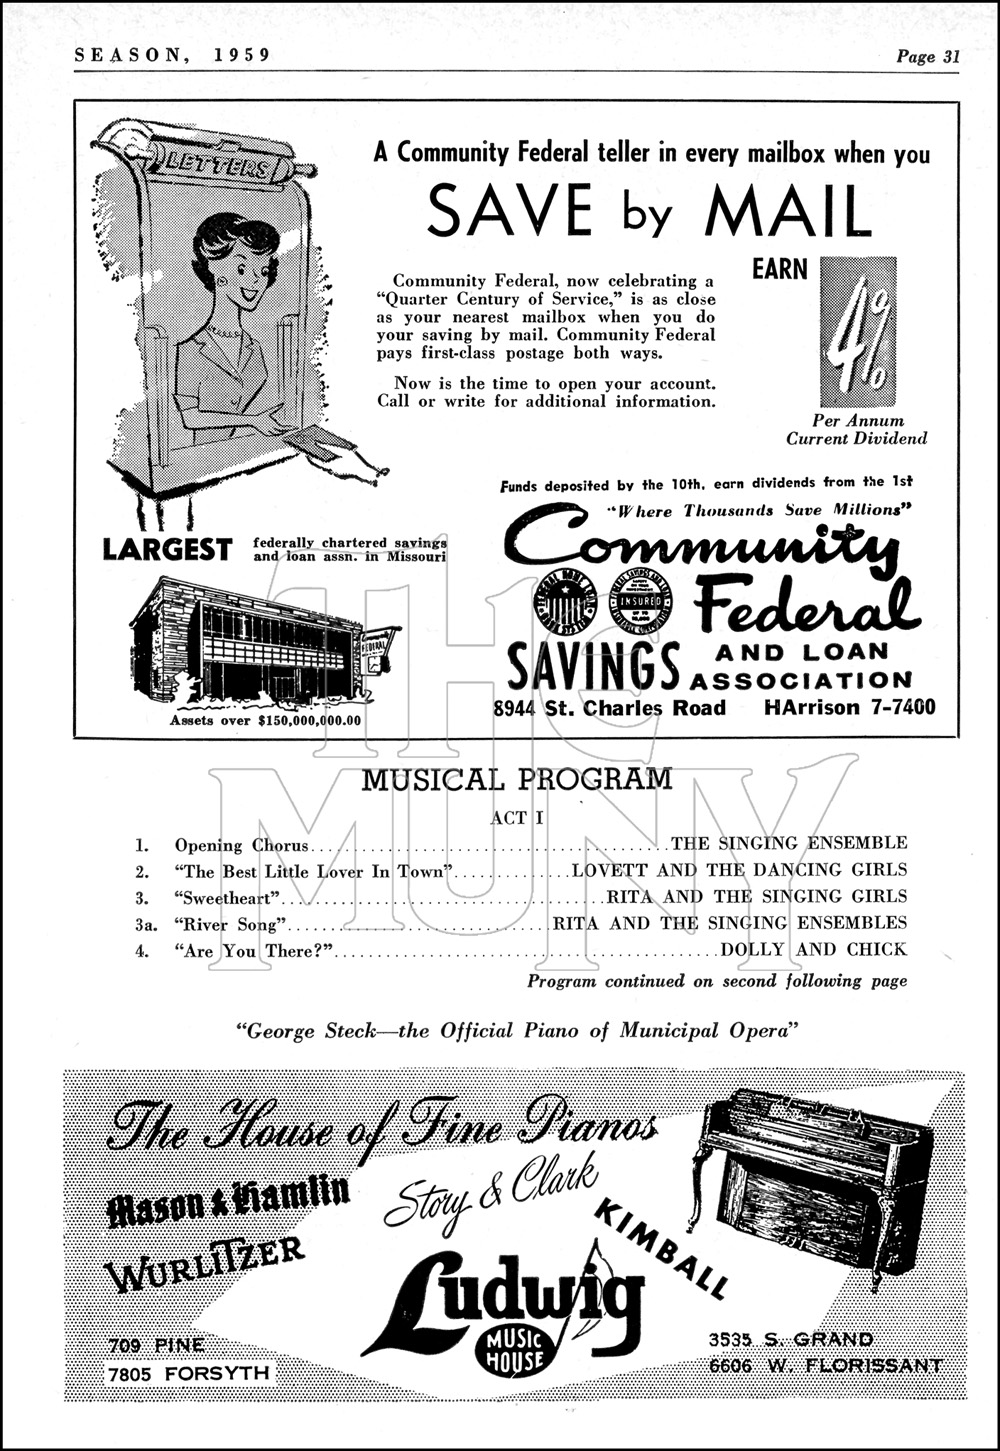 SEASON, 1959
Page 31
LETTERS
A Community Federal teller in every mailbox when you
SAVE by MAIL
Community Federal, now celebrating a
“Quarter Century of Service,” is as close
as your nearest mailbox when you do
your saving by mail. Community Federal
pays first-class postage both ways.
Now is the time to open your account.
Call or write for additional information.
EARN
4%
Per Annum
Current Dividend
Funds deposited by the 10th, earn dividends from the 1st
“Where Thousands Save Millions”
Community
Federal
SAVINGS
AND LOAN
ASSOCIATION
INSURED
8944 St. Charles Road HArrison 7-7400
LARGEST
federally chartered savings
and loan assn. in Missouri
Community
FEDERAL
Assets over $150,000,000.00
THE
MUNY
MUSICAL PROGRAM
ACT I
1. Opening Chorus THE SINGING ENSEMBLE
2. “The Best Little Lover In Town” LOVETT AND THE DANCING GIRLS
3. “Sweetheart” RITA AND THE SINGING GIRLS
3a. “River Song” RITA AND THE SINGING ENSEMBLES
4. “Are You There?” DOLLY AND CHICK
Program continued on second following page
“George Steck—the Official Piano of Municipal Opera”
The House of Fine Pianos
Mason & Hamlin
Story & Clark
KIMBALL
WURLITZER
Ludwig
MUSIC
HOUSE
709 PINE
7805 FORSYTH
3535 S. GRAND
6606 W. FLORISSANT